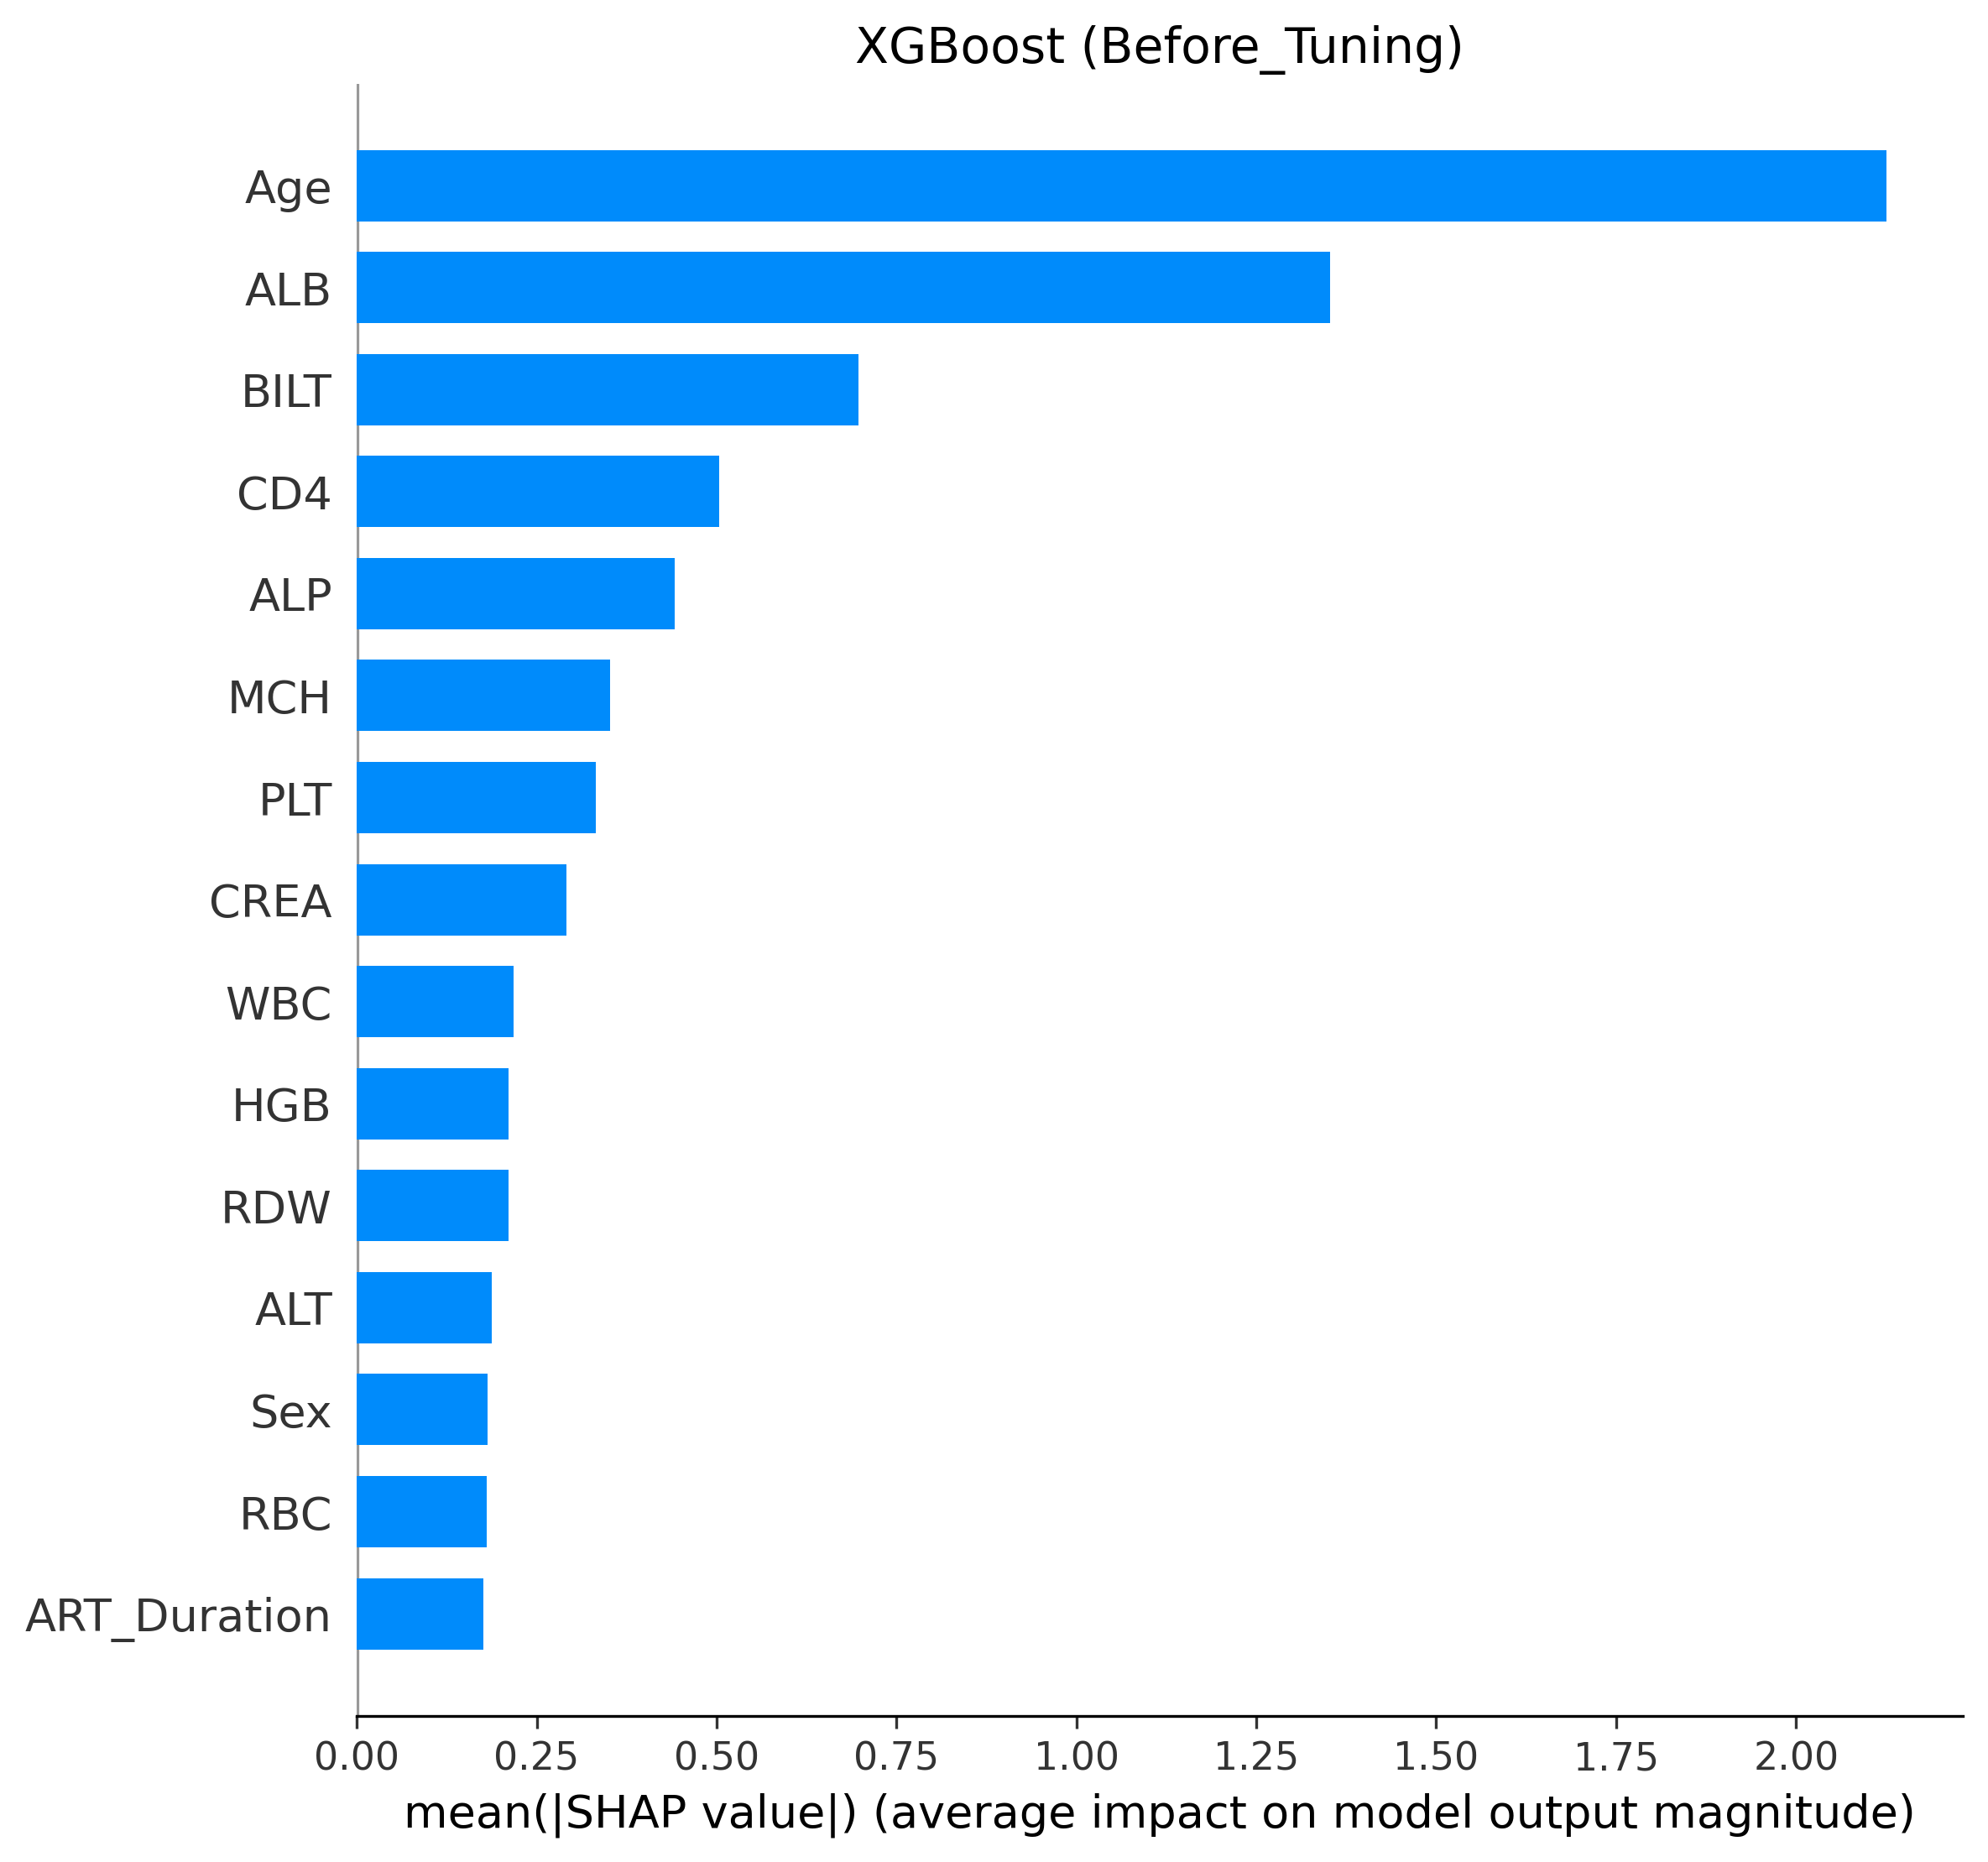 XGBoost (Before_Tuning)
Age
ALB
BILT
CD4
ALP
MCH
PLT
CREA
WBC
HGB
RDW
ALT
Sex
RBC
ART_Duration
0.00 0.25 0.50 0.75 1.00 1.25 1.50 1.75 2.00
mean(|SHAP value|) (average impact on model output magnitude)